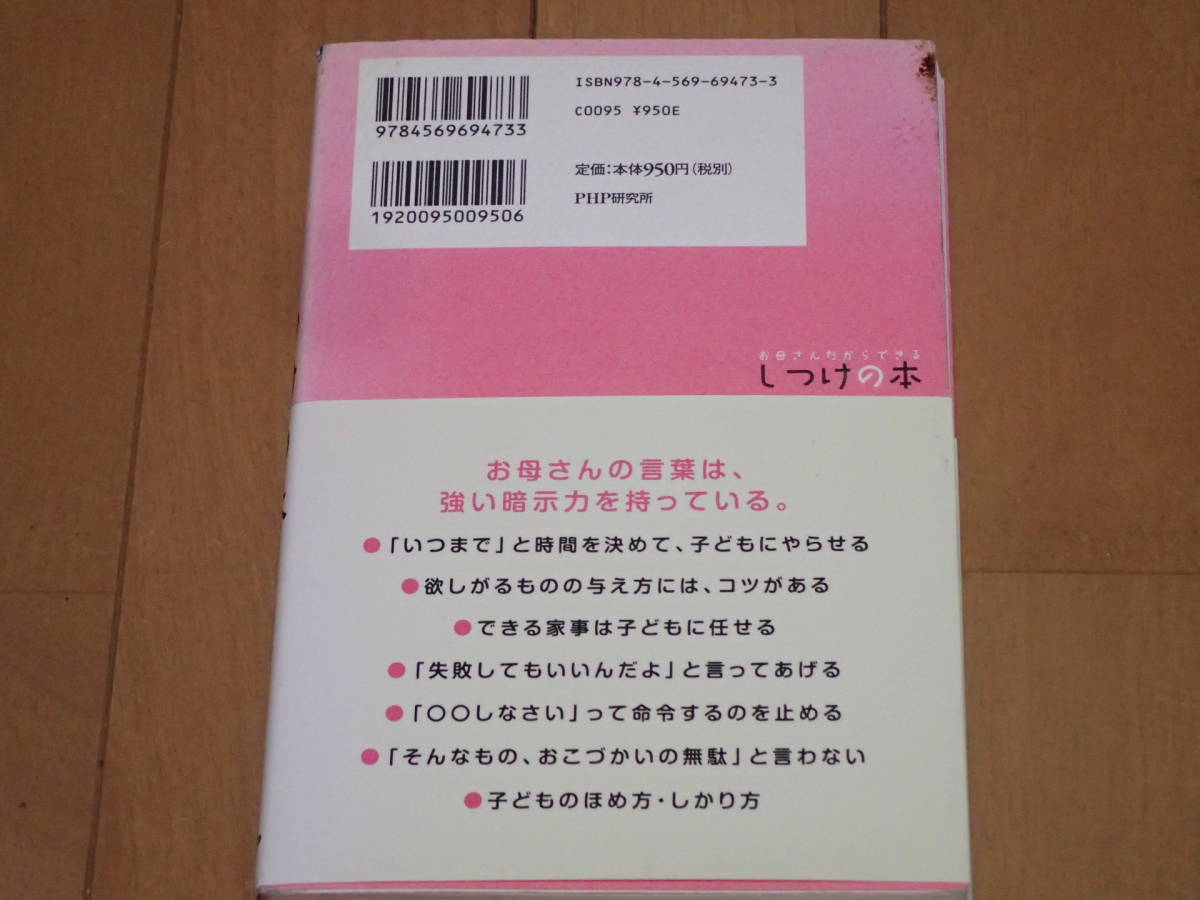 ISBN978-4-569-69473-3
C0095 ¥950E
9784569694733
定価:本体950円(税別)
PHP研究所
1920095009506
お母さんだからできる
しつけの本
お母さんの言葉は、
強い暗示力を持っている。
●「いつまで」と時間を決めて、子どもにやらせる
●欲しがるものの与え方には、コツがある
●できる家事は子どもに任せる
●「失敗してもいいんだよ」と言ってあげる
●「〇〇しなさい」って命令するのを止める
●「そんなもの、おこづかいの無駄」と言わない
●子どものほめ方・しかり方